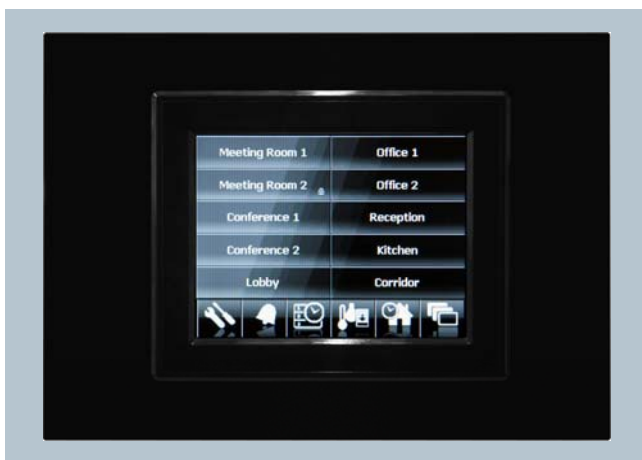 Meeting Room 1 Office 1
Meeting Room 2 Office 2
Conference 1 Reception
Conference 2 Kitchen
Lobby Corridor